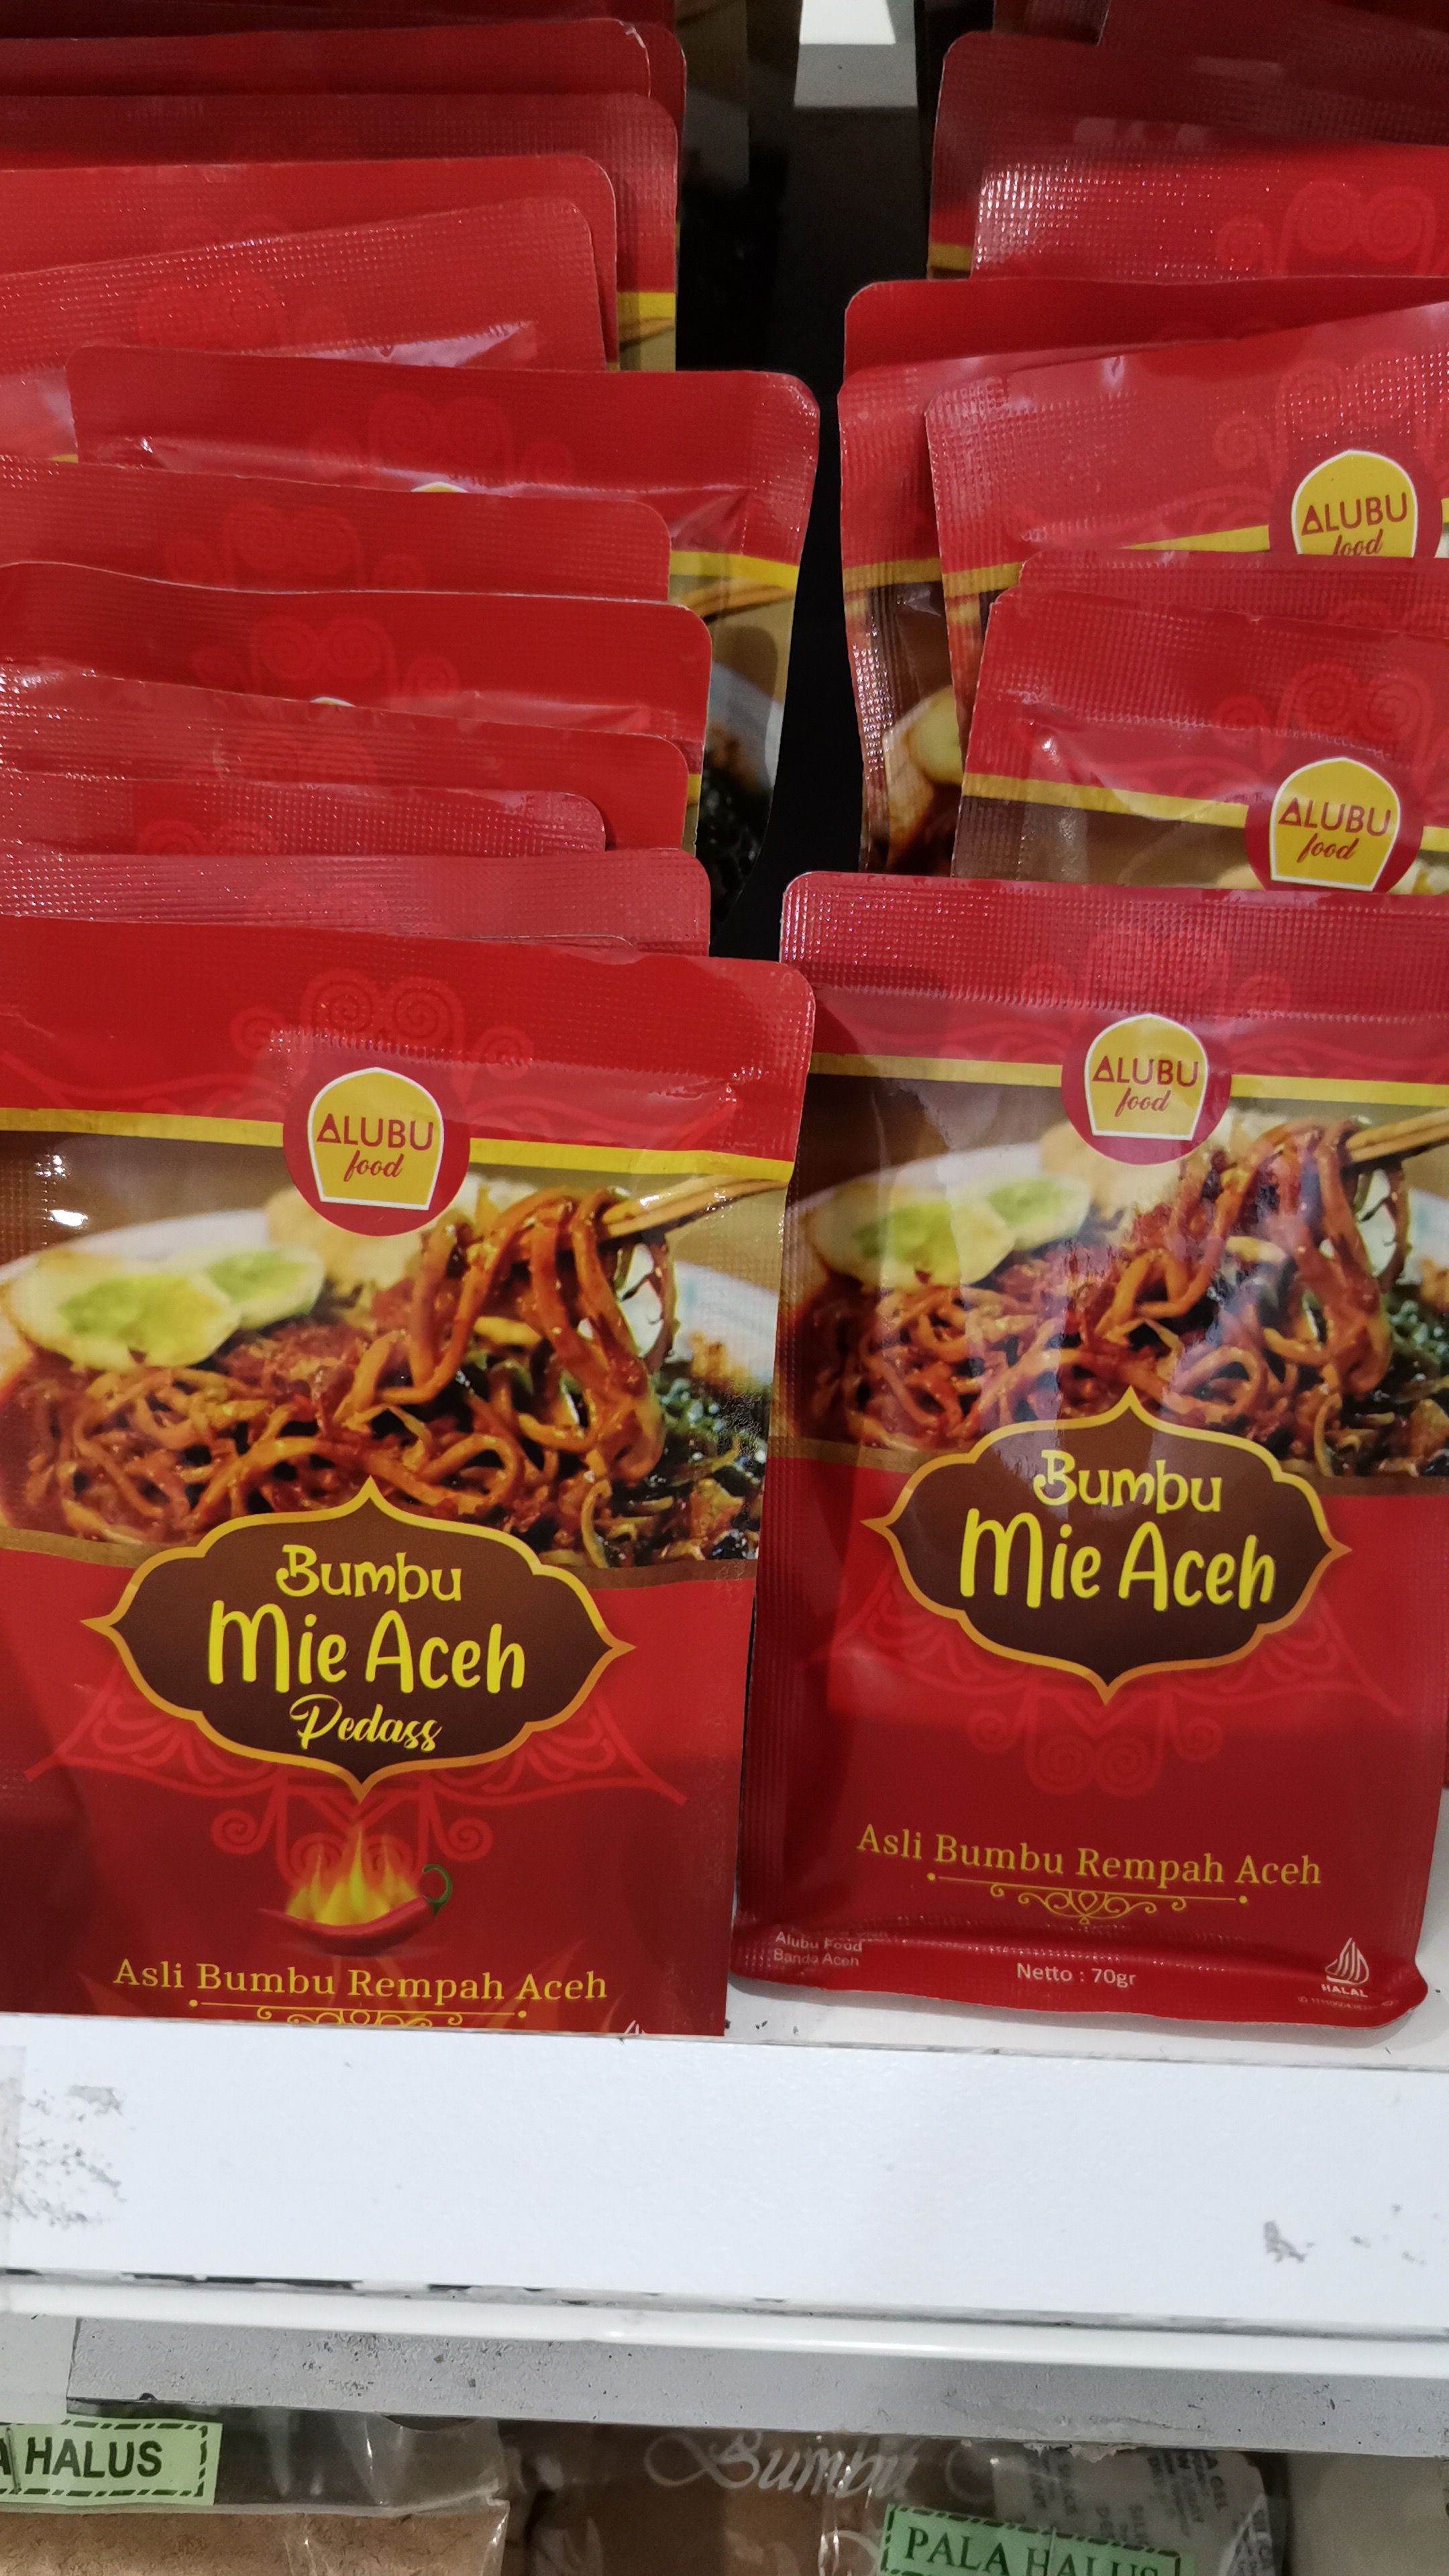 ALUBU
food
ALUBU
food
ALUBU
food
Bumbu
Mie Aceh
Pedass
Asli Bumbu Rempah Aceh
ALUBU
food
Bumbu
Mie Aceh
Asli Bumbu Rempah Aceh
Alubu Food
Banda Aceh
Netto : 70gr
HALAL
A HALUS
Bumbu
PALA HALUS